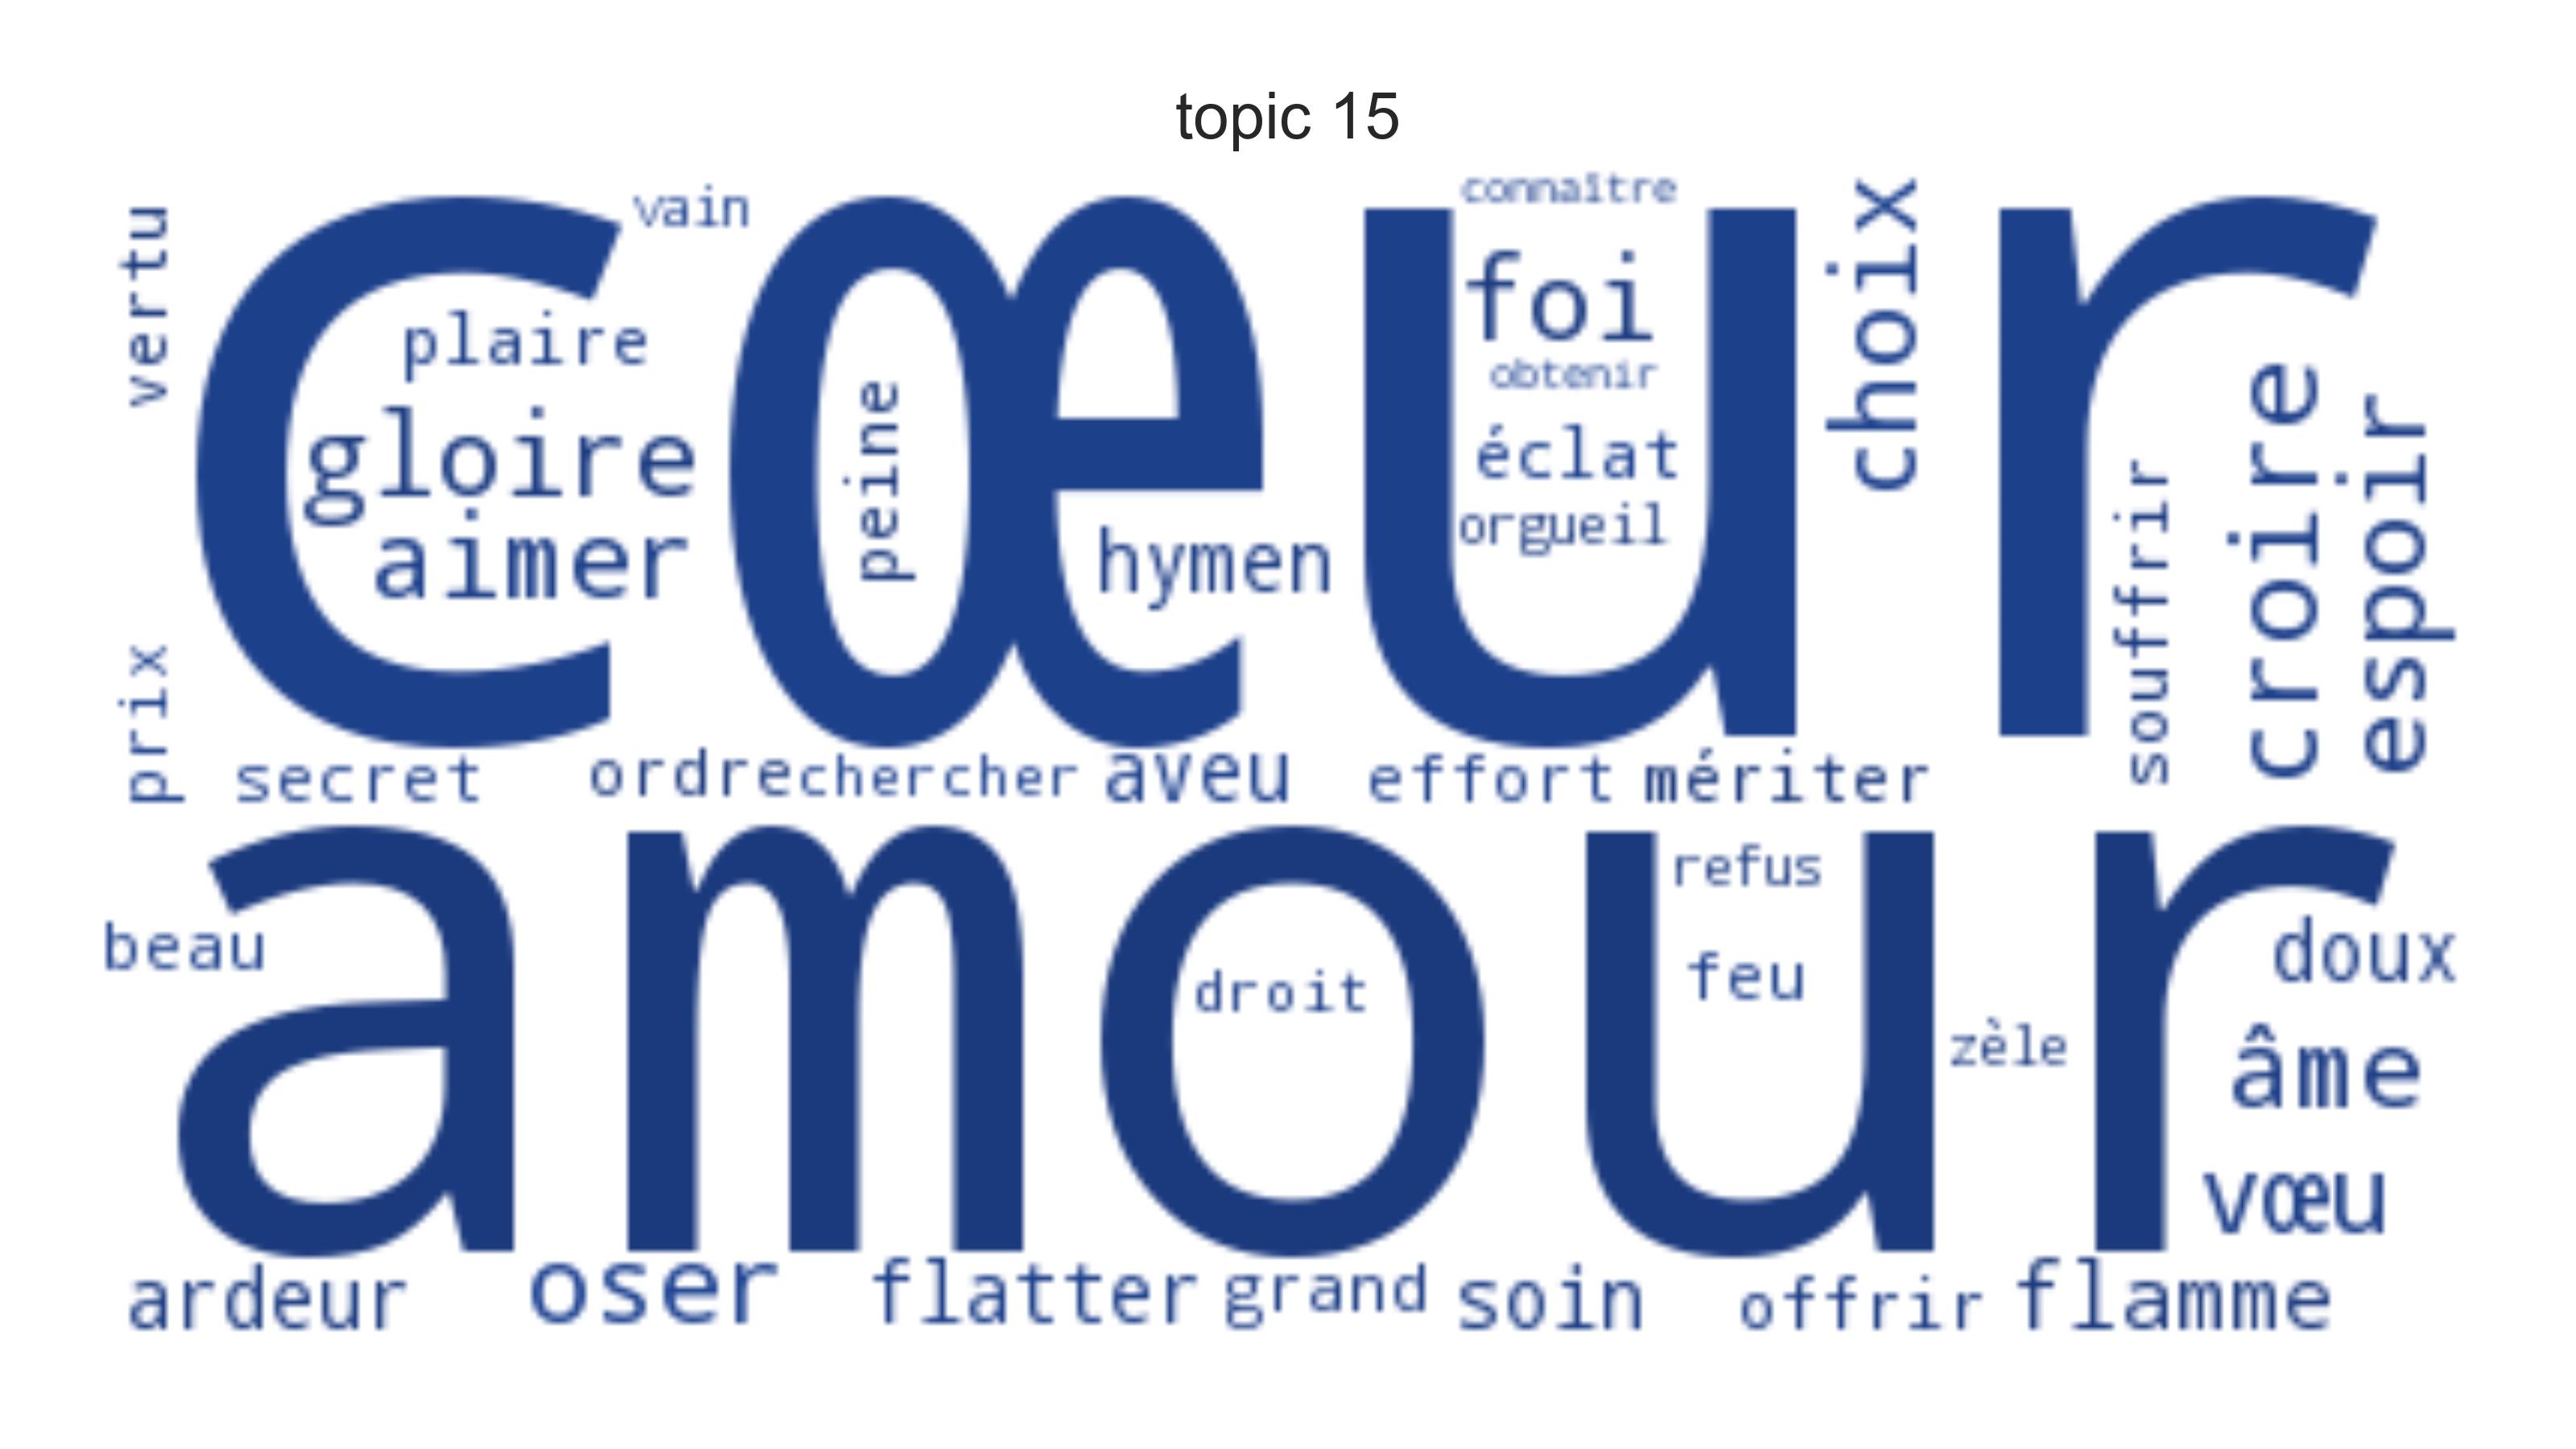 topic 15
vertu
cœur
vain
connaître
choix
foi
plaire
obtenir
peine
gloire
éclat
orgueil
aimer
hymen
croire
espoir
souffrir
prix
secret
ordre
chercher
aveu
effort
mériter
amour
refus
beau
feu
doux
droit
zèle
âme
vœu
ardeur
oser
flatter
grand
soin
offrir
flamme